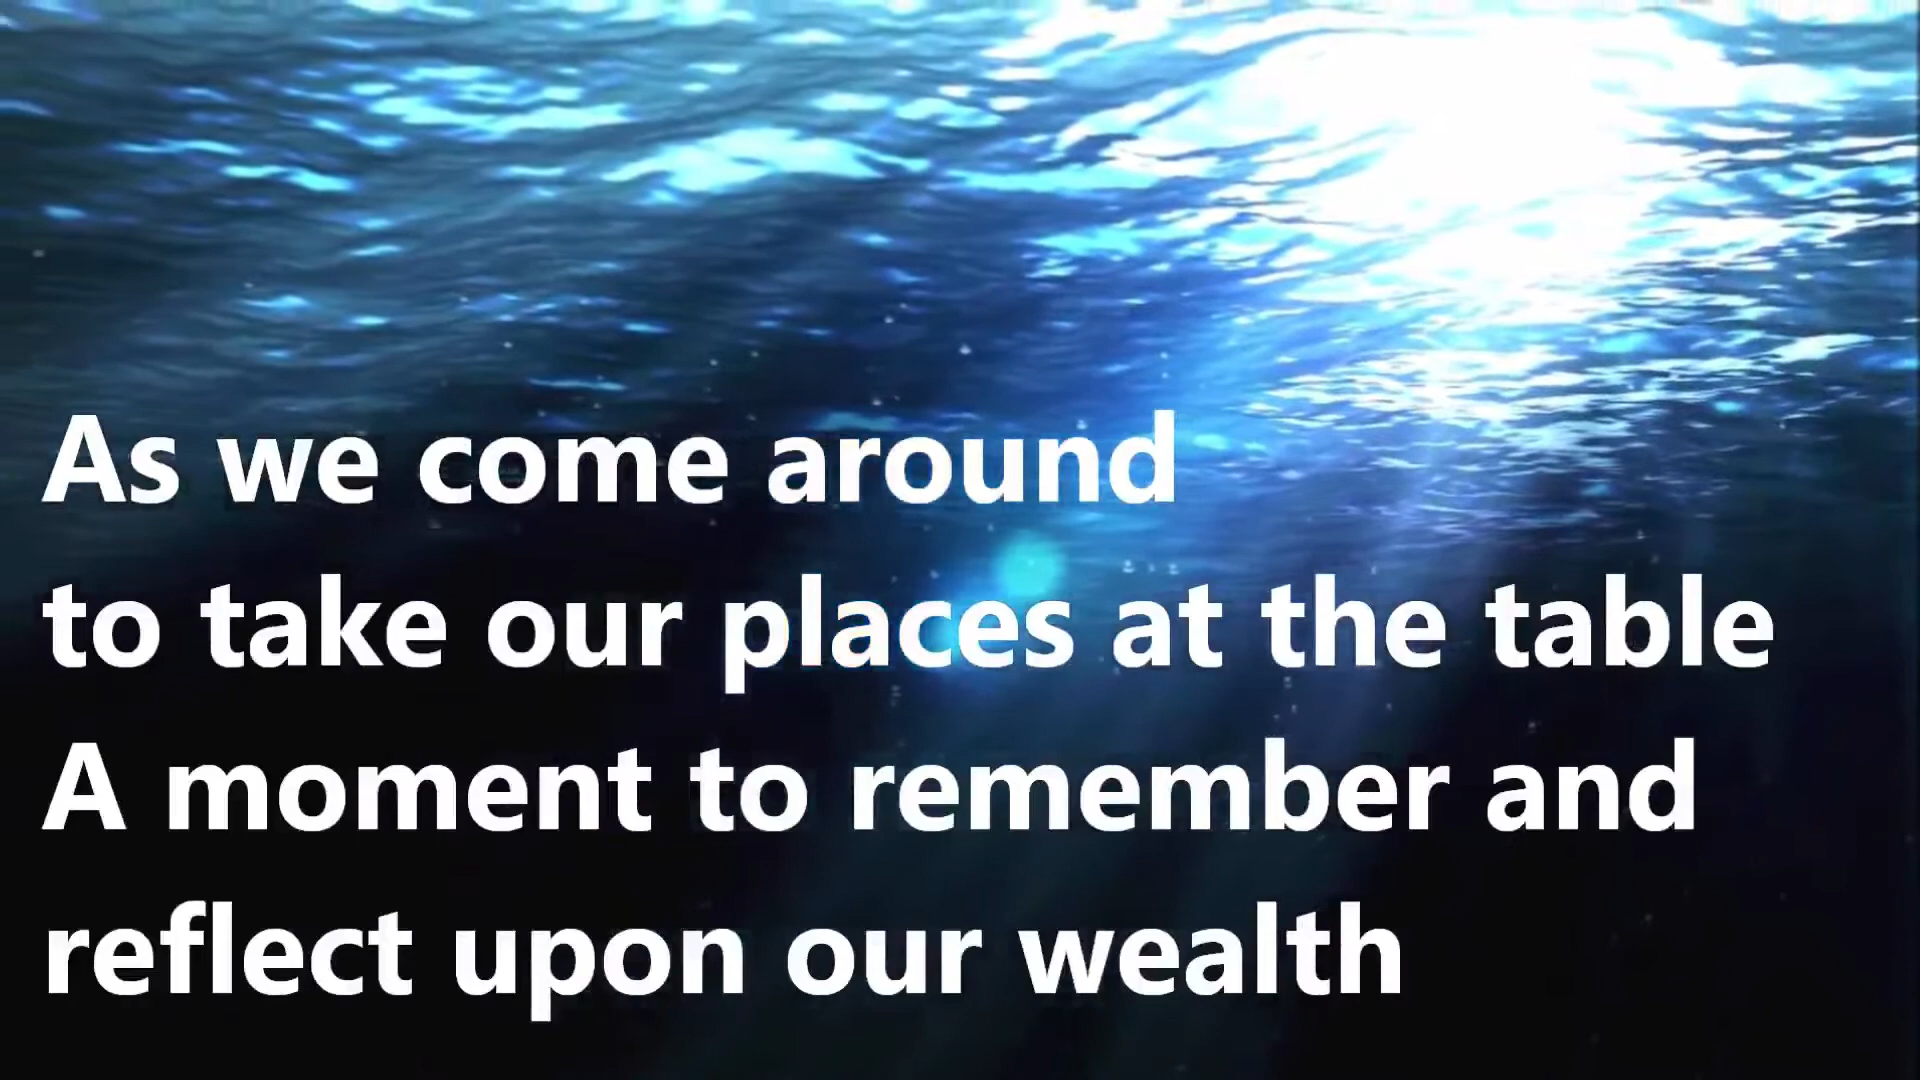 As we come around
to take our places at the table
A moment to remember and
reflect upon our wealth